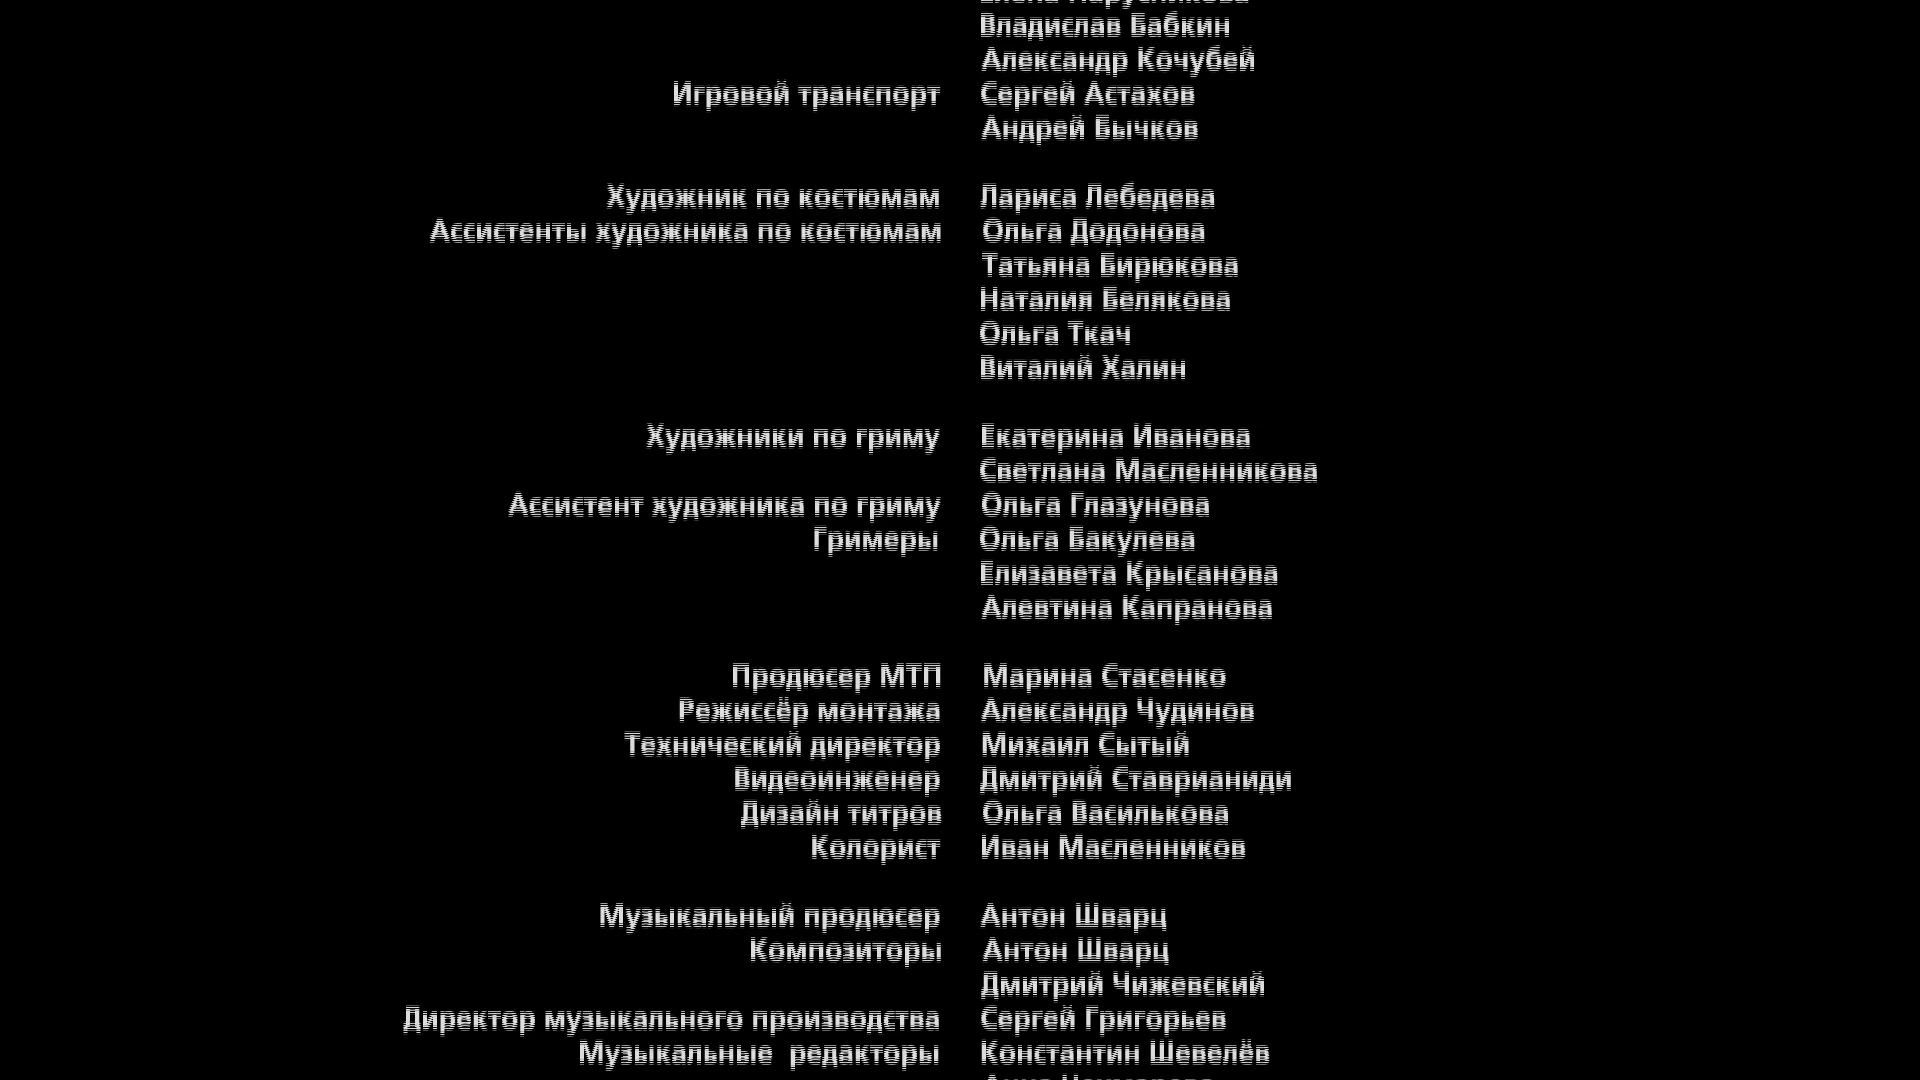 Владислав Бабкин
Александр Кочубей
Игровой транспорт Сергей Астахов
Андрей Бычков
Художник по костюмам Лариса Лебедева
Ассистенты художника по костюмам Ольга Додонова
Татьяна Бирюкова
Наталия Белякова
Ольга Ткач
Виталий Халин
Художники по гриму Екатерина Иванова
Светлана Масленникова
Ассистент художника по гриму Ольга Глазунова
Гримеры Ольга Бакулева
Елизавета Крысанова
Алевтина Капранова
Продюсер МТП Марина Стасенко
Режиссёр монтажа Александр Чудинов
Технический директор Михаил Сытый
Видеоинженер Дмитрий Ставрианиди
Дизайн титров Ольга Василькова
Колорист Иван Масленников
Музыкальный продюсер Антон Шварц
Композиторы Антон Шварц
Дмитрий Чижевский
Директор музыкального производства Сергей Григорьев
Музыкальные редакторы Константин Шевелёв